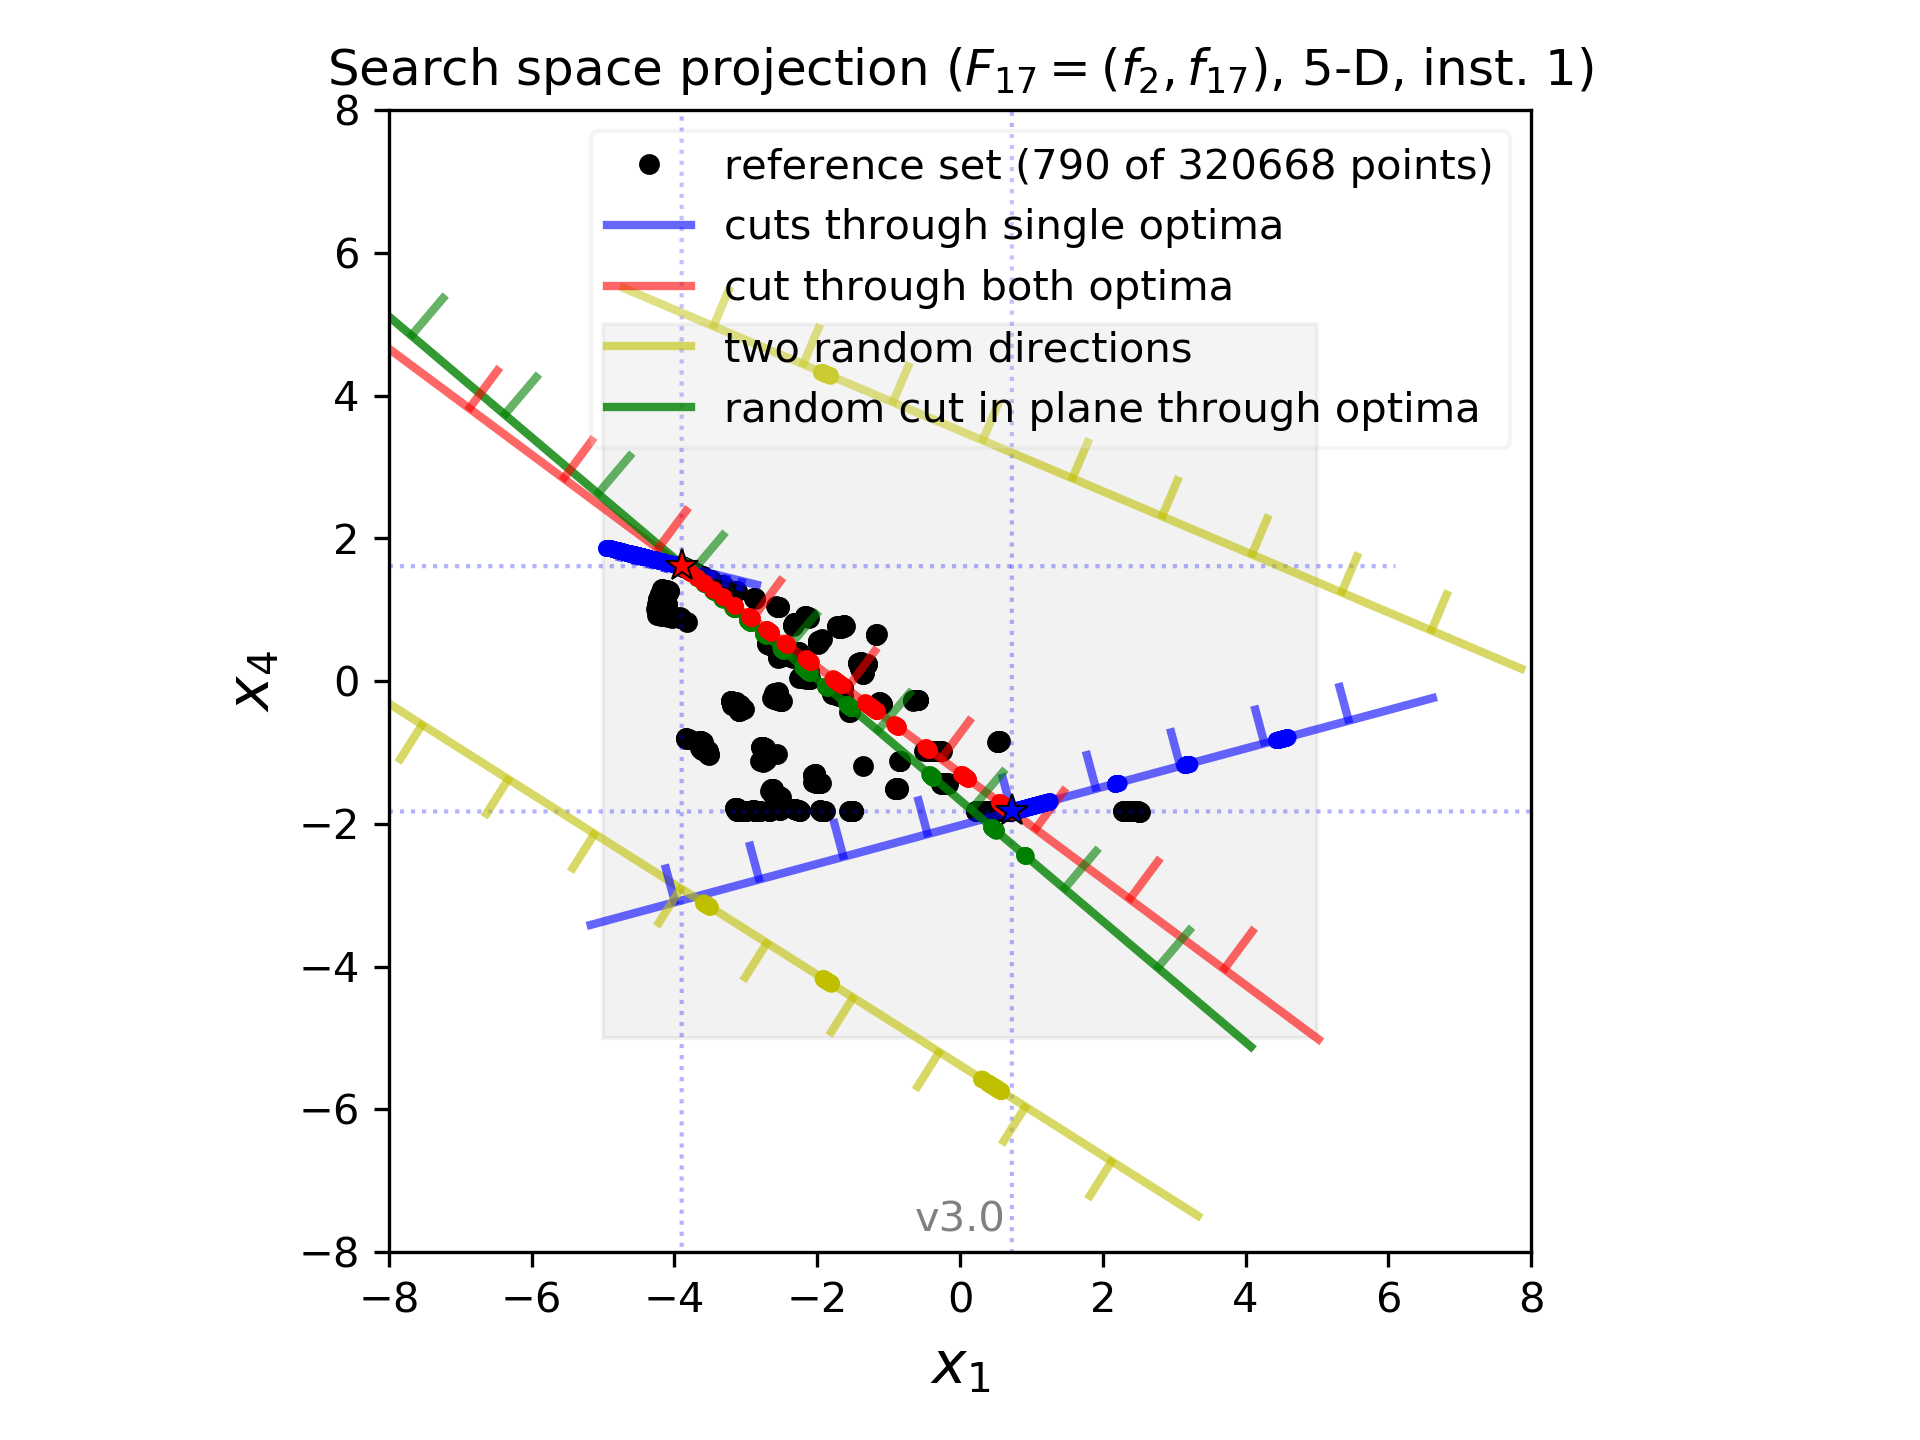 Search space projection (F17 = (f2, f17), 5-D, inst. 1)
8
reference set (790 of 320668 points)
cuts through single optima
6
cut through both optima
two random directions
4
random cut in plane through optima
2
0
x4
−2
−4
−6
v3.0
−8
−8 −6 −4 −2 0 2 4 6 8
x1